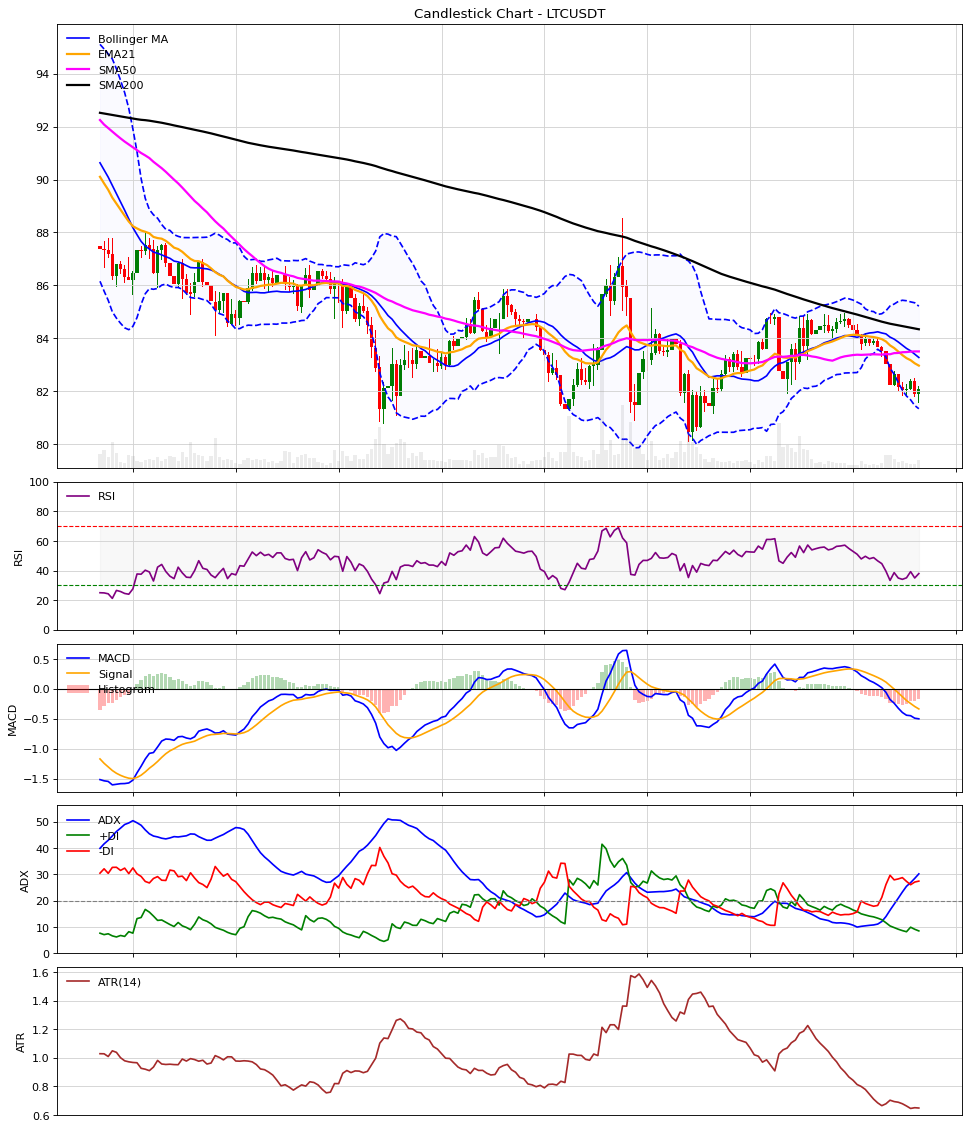 Candlestick Chart - LTCUSDT
Bollinger MA
EMA21
SMA50
SMA200
94
92
90
88
86
84
82
80
100
80
60
40
20
0
RSI
RSI
0.5
0.0
−0.5
−1.0
−1.5
MACD
MACD
Signal
Histogram
50
40
30
20
10
0
ADX
ADX
+DI
-DI
1.6
1.4
1.2
1.0
0.8
0.6
ATR
ATR(14)